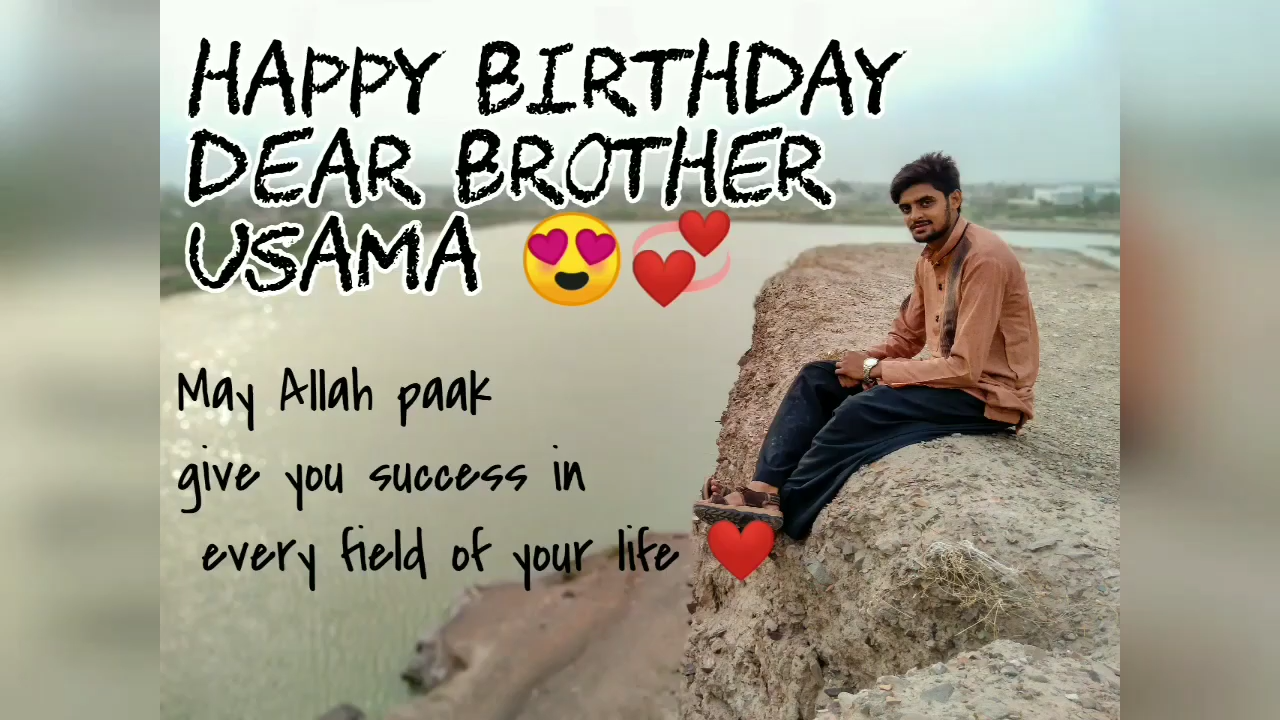 HAPPY BIRTHDAY
DEAR BROTHER
USAMA 😍💞
May Allah paak
give you success in
every field of your life ❤️